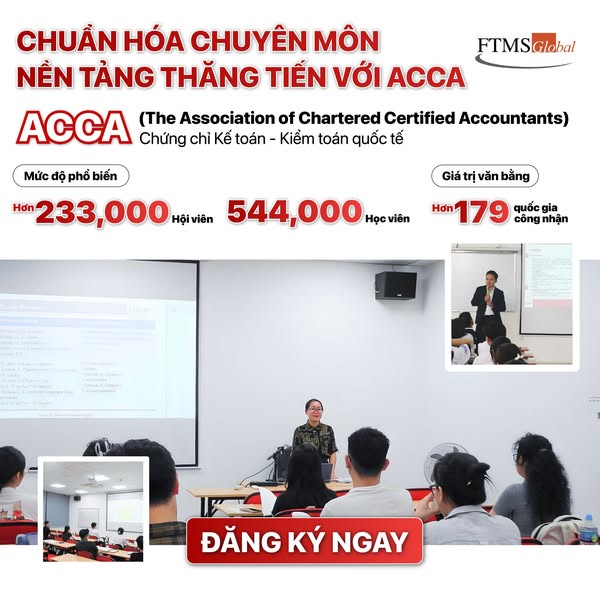 CHUẨN HÓA CHUYÊN MÔN
NỀN TẢNG THĂNG TIẾN VỚI ACCA
FTMSGlobal
ACCA (The Association of Chartered Certified Accountants)
Chứng chỉ Kế toán - Kiểm toán quốc tế
Mức độ phổ biến
Hơn 233,000 Hội viên
544,000 Học viên
Giá trị văn bằng
Hơn 179 quốc gia công nhận
ĐĂNG KÝ NGAY